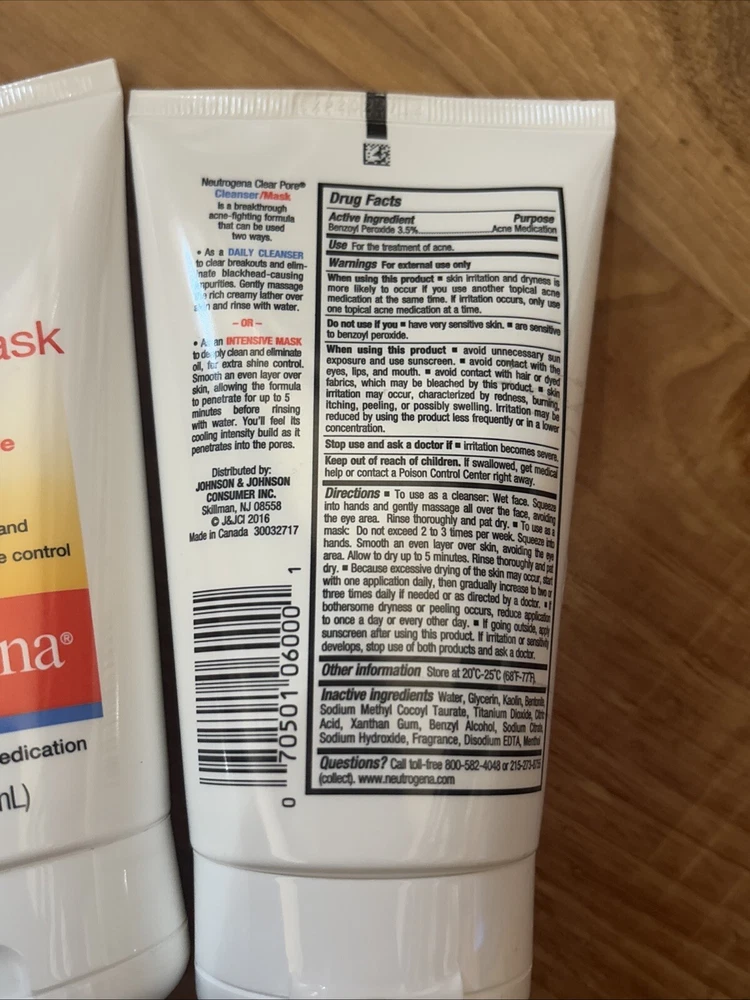 ask
e
and
e control
na®
edication
mL)
Neutrogena Clear Pore®
Cleanser/Mask
is a breakthrough
acne-fighting formula
that can be used
two ways.
• As a DAILY CLEANSER
to clear breakouts and elim-
inate blackhead-causing
impurities. Gently massage
the rich creamy lather over
skin and rinse with water.
– OR –
• As an INTENSIVE MASK
to deeply clean and eliminate
oil, for extra shine control.
Smooth an even layer over
skin, allowing the formula
to penetrate for up to 5
minutes before rinsing
with water. You'll feel its
cooling intensity build as it
penetrates into the pores.
Distributed by:
JOHNSON & JOHNSON
CONSUMER INC.
Skillman, NJ 08558
© J&JCI 2016
Made in Canada 30032717
0 70501 06000 1
Drug Facts
Active Ingredient Purpose
Benzoyl Peroxide 3.5% Acne Medication
Use For the treatment of acne.
Warnings For external use only
When using this product ▪ skin irritation and dryness is
more likely to occur if you use another topical acne
medication at the same time. If irritation occurs, only use
one topical acne medication at a time.
Do not use if you ▪ have very sensitive skin. ▪ are sensitive
to benzoyl peroxide.
When using this product ▪ avoid unnecessary sun
exposure and use sunscreen. ▪ avoid contact with the
eyes, lips, and mouth. ▪ avoid contact with hair or dyed
fabrics, which may be bleached by this product. ▪ skin
irritation may occur, characterized by redness, burning,
itching, peeling, or possibly swelling. Irritation may be
reduced by using the product less frequently or in a lower
concentration.
Stop use and ask a doctor if ▪ irritation becomes severe.
Keep out of reach of children. If swallowed, get medical
help or contact a Poison Control Center right away.
Directions ▪ To use as a cleanser: Wet face. Squeeze
into hands and gently massage all over the face, avoiding
the eye area. Rinse thoroughly and pat dry. ▪ To use as a
mask: Do not exceed 2 to 3 times per week. Squeeze into
hands. Smooth an even layer over skin, avoiding the eye
area. Allow to dry up to 5 minutes. Rinse thoroughly and pat
dry. ▪ Because excessive drying of the skin may occur, start
with one application daily, then gradually increase to two or
three times daily if needed or as directed by a doctor. ▪ If
bothersome dryness or peeling occurs, reduce application
to once a day or every other day. ▪ If going outside, apply
sunscreen after using this product. If irritation or sensitivity
develops, stop use of both products and ask a doctor.
Other information Store at 20°C-25°C (68°F-77°F).
Inactive ingredients Water, Glycerin, Kaolin, Bentonite,
Sodium Methyl Cocoyl Taurate, Titanium Dioxide, Citric
Acid, Xanthan Gum, Benzyl Alcohol, Sodium Citrate,
Sodium Hydroxide, Fragrance, Disodium EDTA, Menthol
Questions? Call toll-free 800-582-4048 or 215-273-8755
(collect). www.neutrogena.com